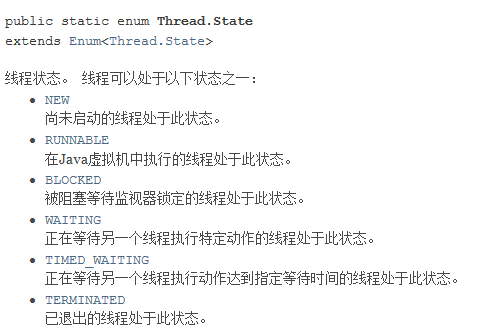 public static enum Thread.State
extends Enum<Thread.State>
线程状态。 线程可以处于以下状态之一:
• NEW
尚未启动的线程处于此状态。
• RUNNABLE
在Java虚拟机中执行的线程处于此状态。
• BLOCKED
被阻塞等待监视器锁定的线程处于此状态。
• WAITING
正在等待另一个线程执行特定动作的线程处于此状态。
• TIMED_WAITING
正在等待另一个线程执行动作达到指定等待时间的线程处于此状态。
• TERMINATED
已退出的线程处于此状态。